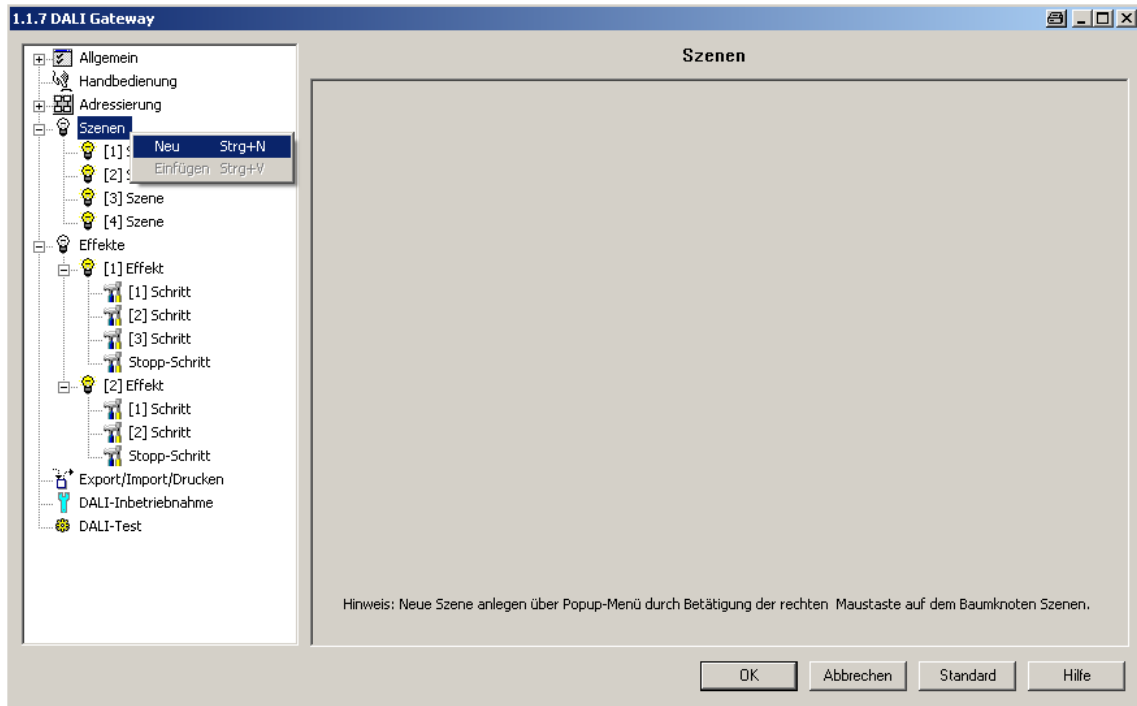 1.1.7 DALI Gateway
Allgemein
Handbedienung
Adressierung
Szenen
[1]
[2]
[3] Szene
[4] Szene
Effekte
[1] Effekt
[1] Schritt
[2] Schritt
[3] Schritt
Stopp-Schritt
[2] Effekt
[1] Schritt
[2] Schritt
Stopp-Schritt
Export/Import/Drucken
DALI-Inbetriebnahme
DALI-Test
Neu Strg+N
Einfügen Strg+V
Szenen
Hinweis: Neue Szene anlegen über Popup-Menü durch Betätigung der rechten Maustaste auf dem Baumknoten Szenen.
OK Abbrechen Standard Hilfe